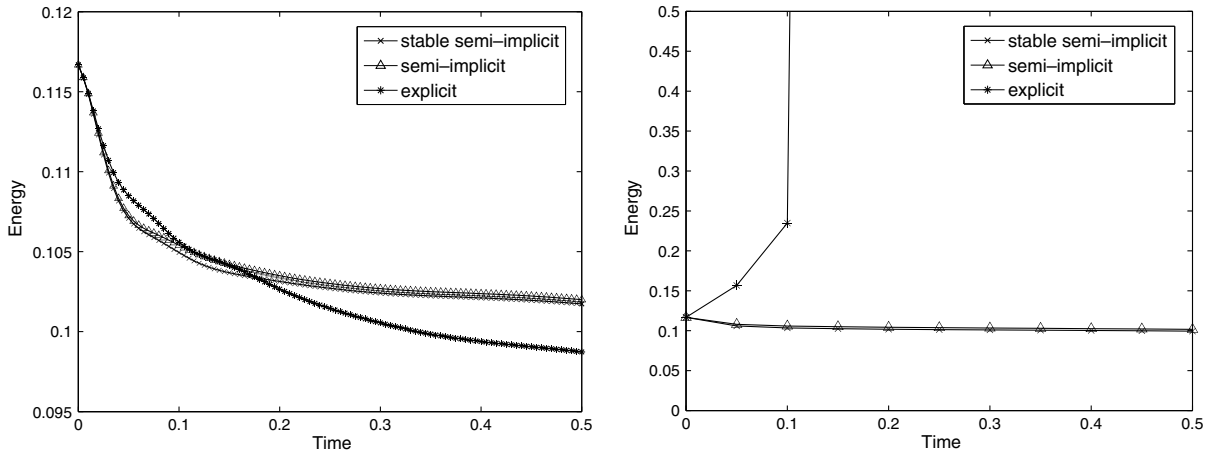 0.12
0.115
0.11
0.105
0.1
0.095
Energy
0 0.1 0.2 0.3 0.4 0.5
Time
stable semi−implicit
semi−implicit
explicit
0.5
0.45
0.4
0.35
0.3
0.25
0.2
0.15
0.1
0.05
0
Energy
0 0.1 0.2 0.3 0.4 0.5
Time
stable semi−implicit
semi−implicit
explicit